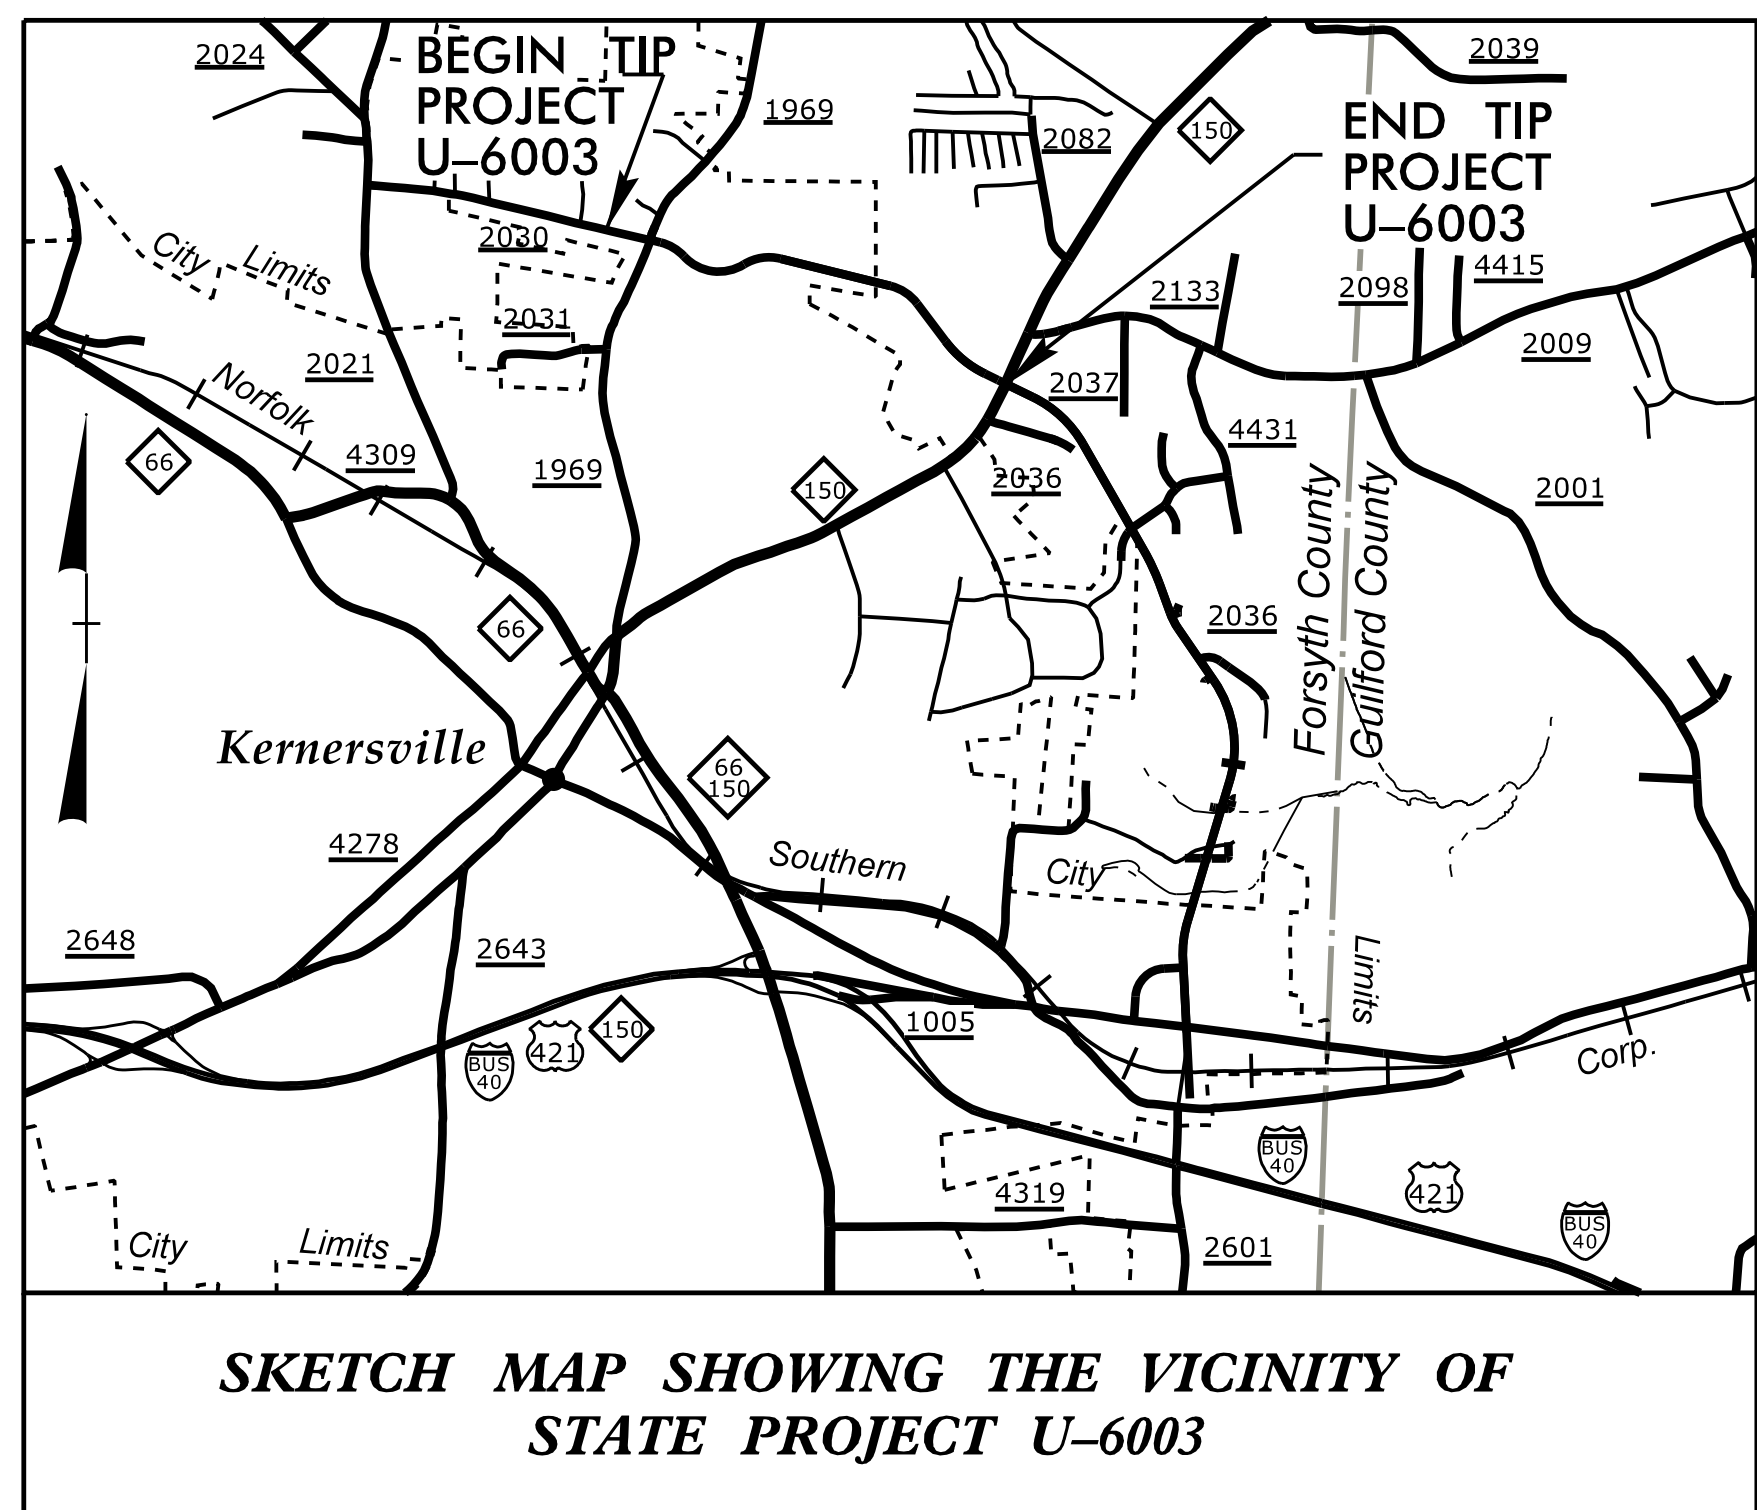 2024
BEGIN TIP
PROJECT
U–6003
1969
2082
150
2039
END TIP
PROJECT
U–6003
City Limits
2030
2031
2133
2098
4415
2009
2021
Norfolk
2037
66
4309
1969
150
4431
2036
2001
66
2036
Forsyth County
Guilford County
Kernersville
66
150
4278
Southern
City
Limits
2648
2643
BUS
40
421
150
1005
Corp.
BUS
40
421
BUS
40
4319
2601
City Limits
SKETCH MAP SHOWING THE VICINITY OF
STATE PROJECT U–6003